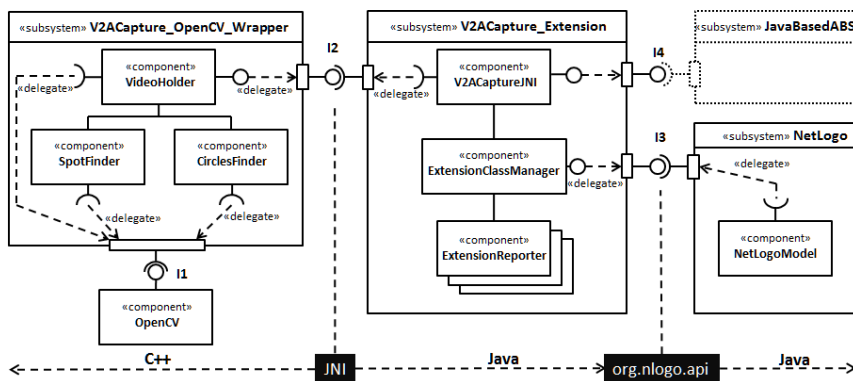 «subsystem» V2ACapture_OpenCV_Wrapper
«component»
VideoHolder
«delegate»
«delegate»
«component»
SpotFinder
«component»
CirclesFinder
«delegate»
«delegate»
I1
«component»
OpenCV
I2
«subsystem» V2ACapture_Extension
«delegate»
«component»
V2ACaptureJNI
«component»
ExtensionClassManager
«delegate»
«component»
ExtensionReporter
I4
«subsystem» JavaBasedABS
I3
«subsystem» NetLogo
«delegate»
«component»
NetLogoModel
C++
JNI
Java
org.nlogo.api
Java